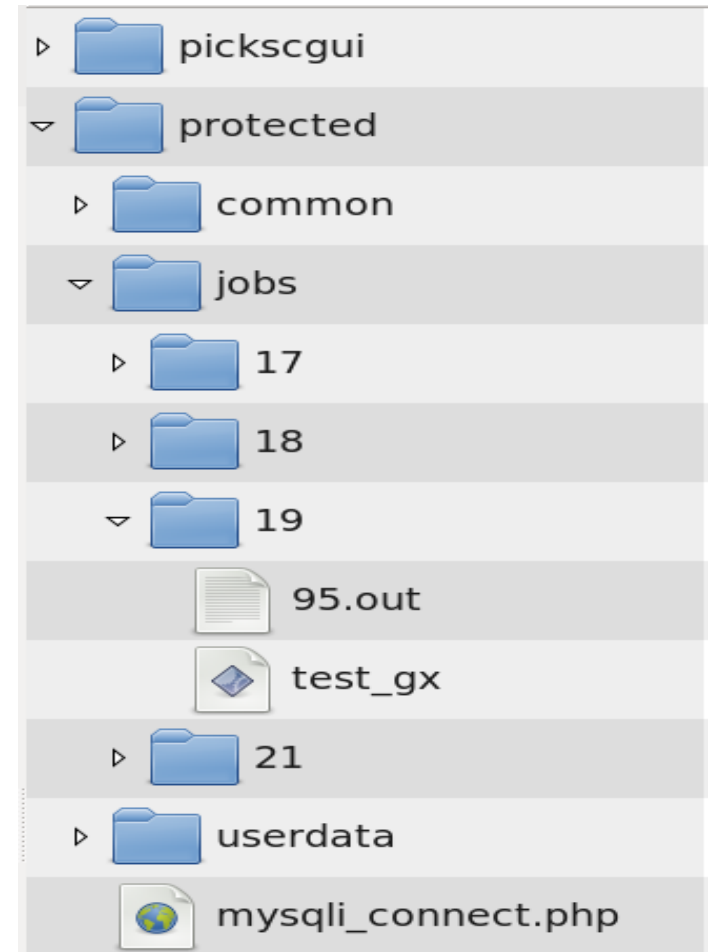 pickscgui
protected
common
jobs
17
18
19
95.out
test_gx
21
userdata
mysqli_connect.php